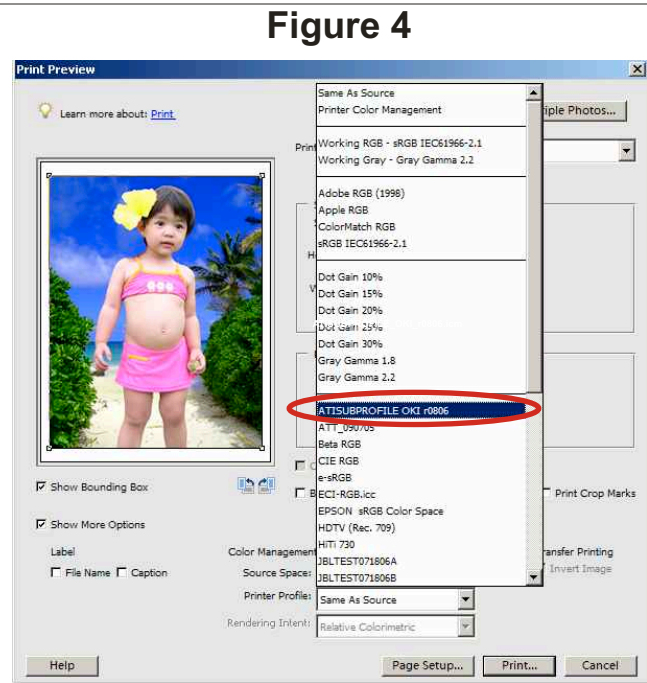 Figure 4
Print Preview
Learn more about: Print
iple Photos...
Print
Same As Source
Printer Color Management
Working RGB - sRGB IEC61966-2.1
Working Gray - Gray Gamma 2.2
Adobe RGB (1998)
Apple RGB
ColorMatch RGB
sRGB IEC61966-2.1
Dot Gain 10%
Dot Gain 15%
Dot Gain 20%
Dot Gain 25%
Dot Gain 30%
Gray Gamma 1.8
Gray Gamma 2.2
ATISUBPROFILE OKI r0806
ATT_090705
Beta RGB
CIE RGB
e-sRGB
ECI-RGB.icc
EPSON sRGB Color Space
HDTV (Rec. 709)
HiTi 730
JBLTEST071806A
JBLTEST071806B
Show Bounding Box
Print Crop Marks
Show More Options
Label
Color Management
ransfer Printing
File Name
Caption
Source Space:
Invert Image
Printer Profile:
Same As Source
Rendering Intent:
Relative Colorimetric
Help
Page Setup...
Print...
Cancel